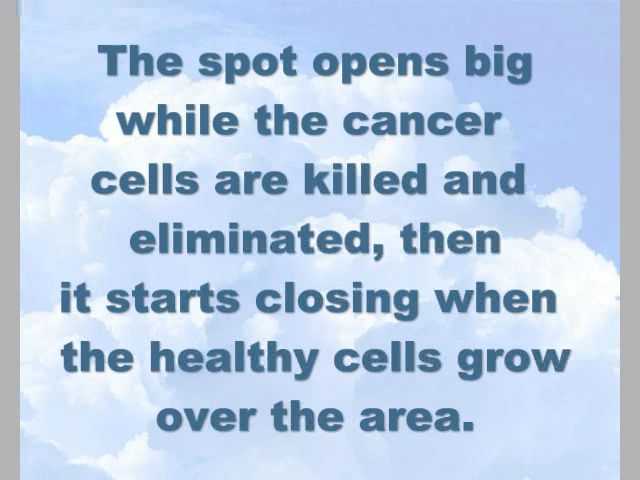 The spot opens big
while the cancer
cells are killed and
eliminated, then
it starts closing when
the healthy cells grow
over the area.